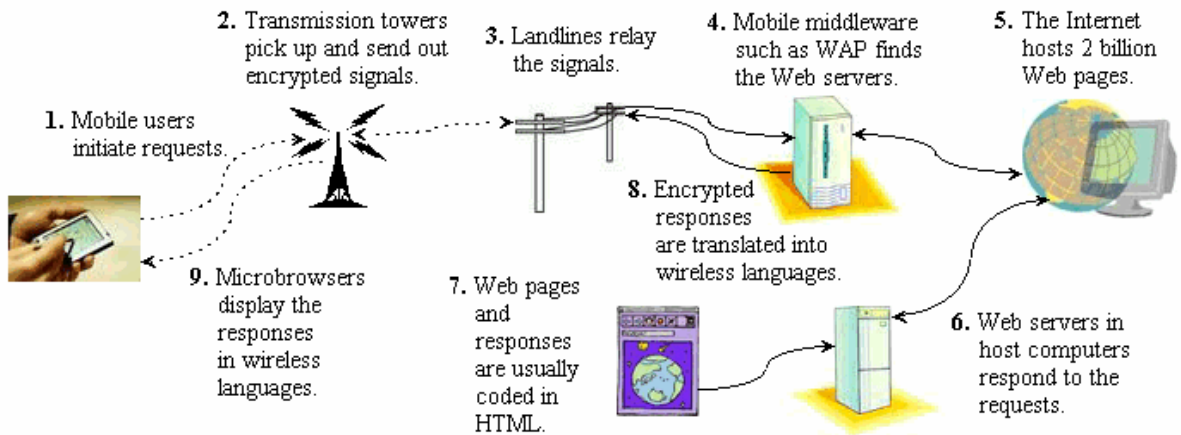 1. Mobile users
initiate requests.
2. Transmission towers
pick up and send out
encrypted signals.
3. Landlines relay
the signals.
4. Mobile middleware
such as WAP finds
the Web servers.
5. The Internet
hosts 2 billion
Web pages.
6. Web servers in
host computers
respond to the
requests.
7. Web pages
and
responses
are usually
coded in
HTML.
8. Encrypted
responses
are translated into
wireless languages.
9. Microbrowsers
display the
responses
in wireless
languages.